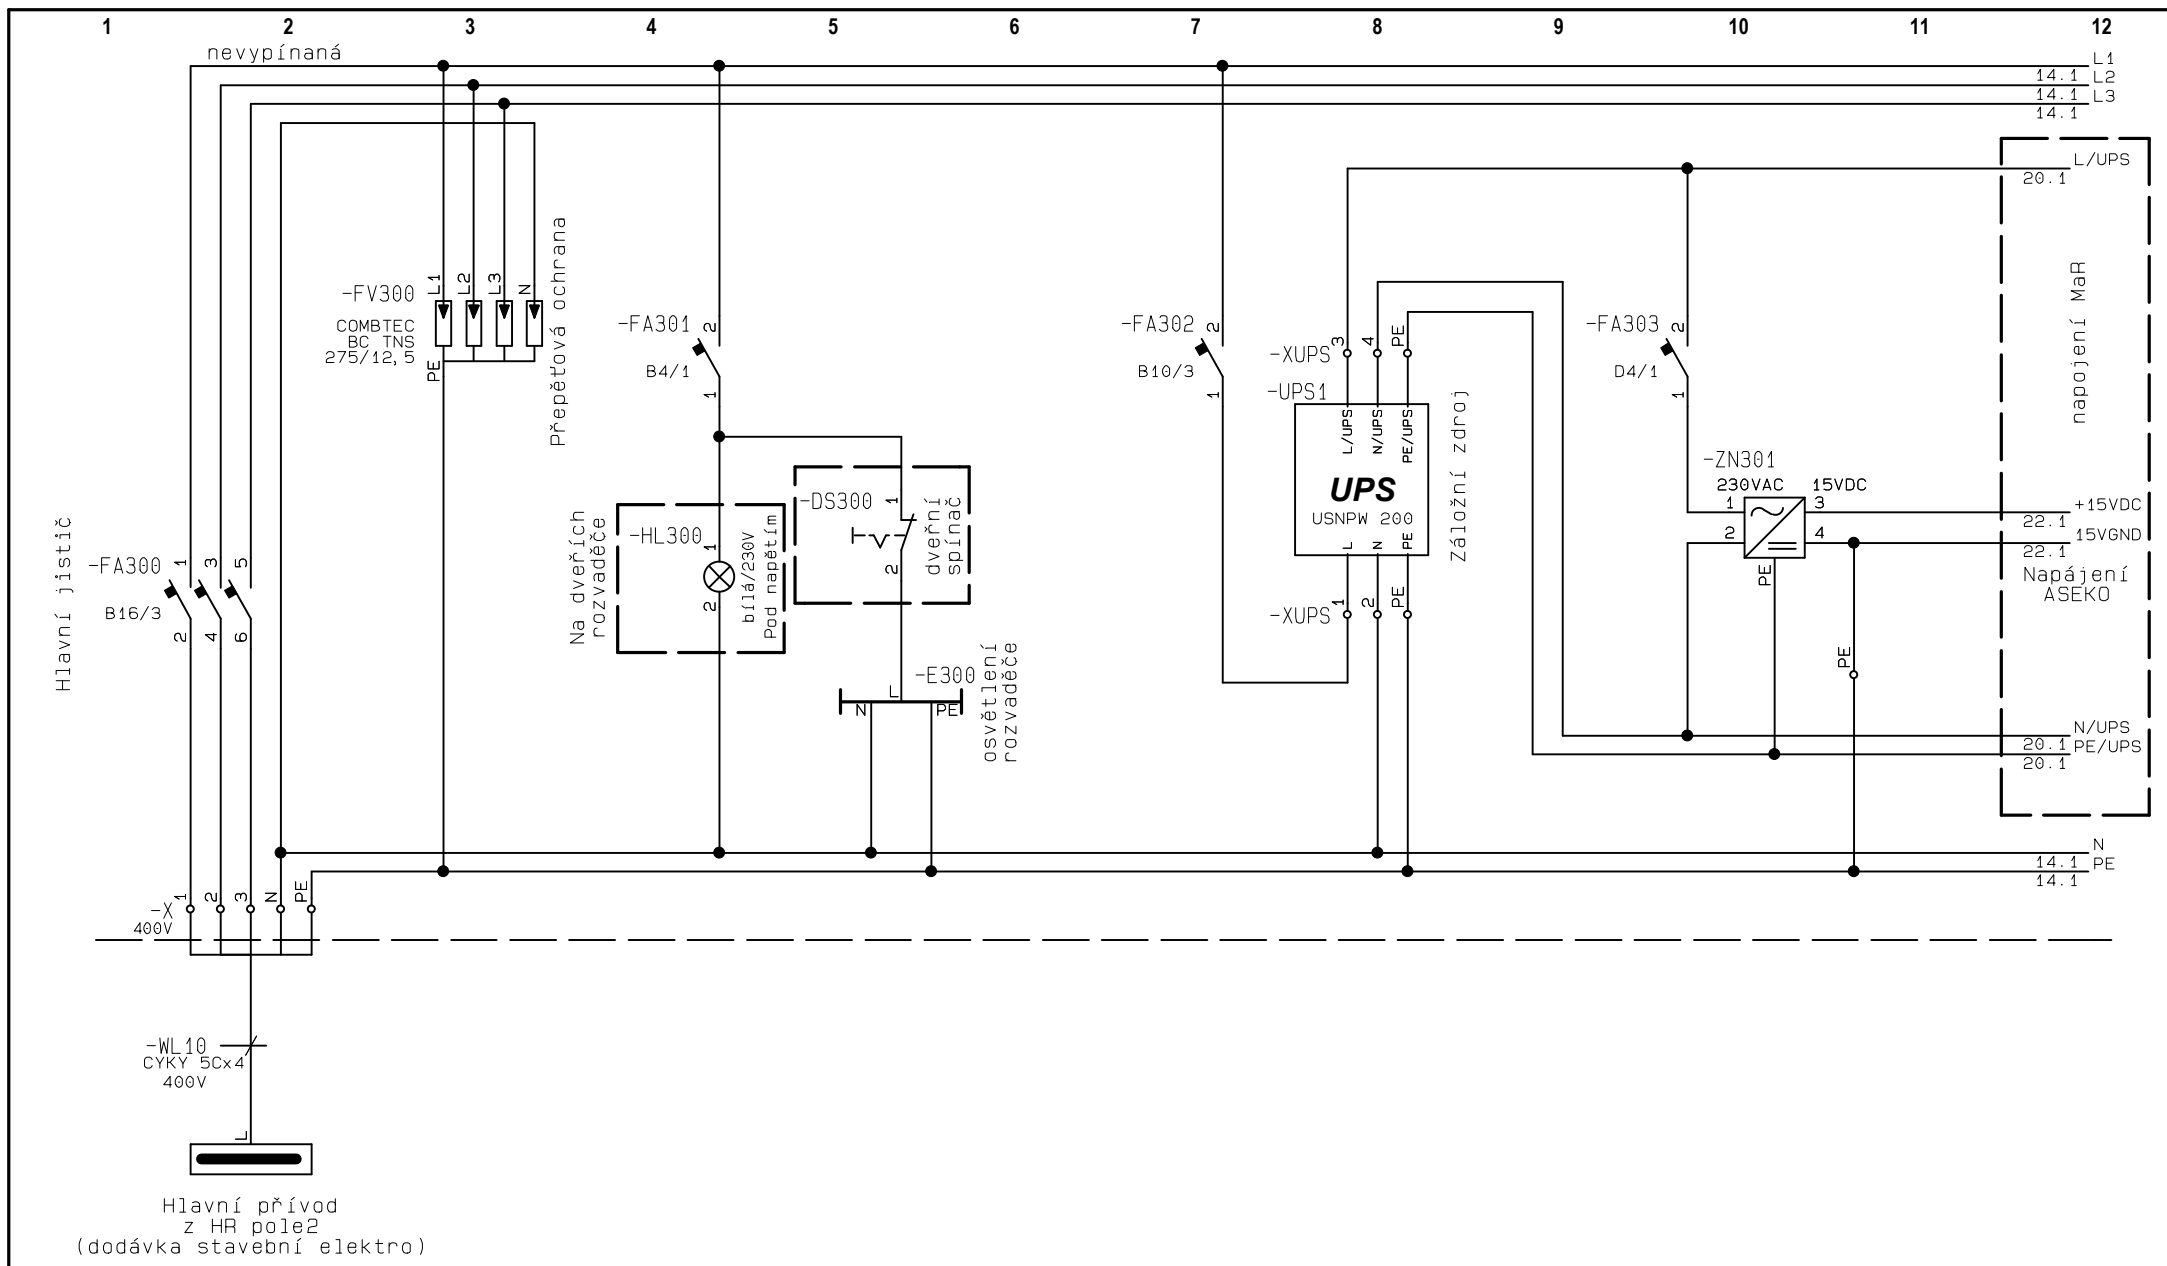 1 2 3 4 5 6 7 8 9 10 11 12
nevypínaná
L1
14.1 L2
14.1 L3
14.1
L/UPS
20.1
napojení MaR
-FV300
COMBTEC
BC TNS
275/12,5
L1
L2
L3
N
PE
Přepěťová ochrana
-FA301
2
B4/1
1
-FA302
2
B10/3
1
-XUPS
3
4
PE
-UPS1
L/UPS
N/UPS
PE/UPS
UPS
USNPW 200
L
N
PE
Záložní zdroj
-XUPS
1
2
PE
-FA303
2
D4/1
1
-ZN301
230VAC 15VDC
1 3
2 4
PE
PE
+15VDC
22.1
15VGND
22.1
Napájení
ASEKO
N/UPS
20.1 PE/UPS
20.1
Hlavní jistič
-FA300
1
3
5
B16/3
2
4
6
Na dveřích
rozvaděče
-HL300
1
2
bílá/230V
Pod napětím
-DS300
1
2
dveřní
spínač
-E300
L
N
PE
osvětlení
rozvaděče
N
14.1 PE
14.1
-X
400V
1
2
3
N
PE
-WL10
CYKY 5Cx4
400V
L
Hlavní přívod
z HR pole2
(dodávka stavební elektro)